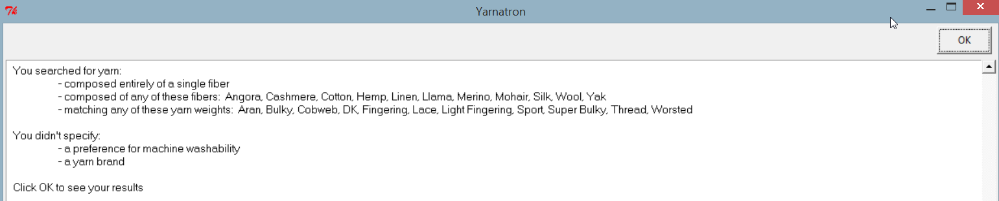 Tk
Yarnatron
OK
You searched for yarn:
- composed entirely of a single fiber
- composed of any of these fibers:  Angora, Cashmere, Cotton, Hemp, Linen, Llama, Merino, Mohair, Silk, Wool, Yak
- matching any of these yarn weights:  Aran, Bulky, Cobweb, DK, Fingering, Lace, Light Fingering, Sport, Super Bulky, Thread, Worsted
You didn't specify:
- a preference for machine washability
- a yarn brand
Click OK to see your results